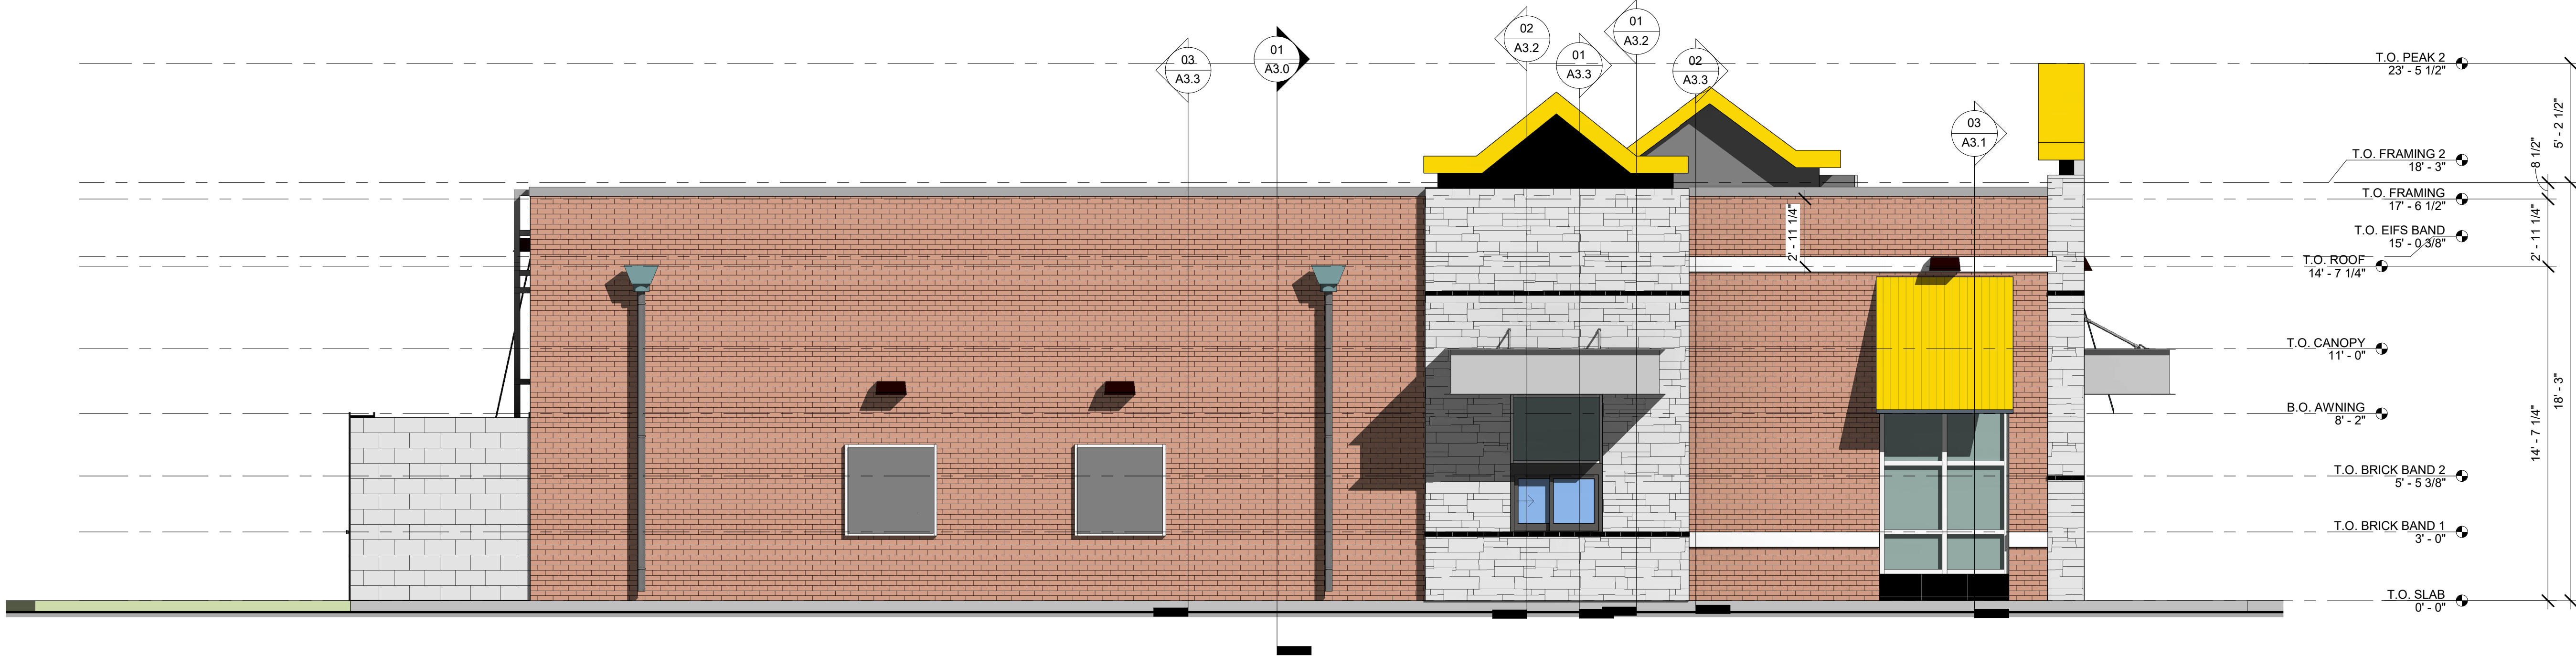 01
A3.2
02
A3.2
01
A3.0
03
A3.3
01
A3.3
02
A3.3
03
A3.1
T.O. PEAK 2
23' - 5 1/2"
5' - 2 1/2"
T.O. FRAMING 2
18' - 3"
8 1/2"
T.O. FRAMING
17' - 6 1/2"
2' - 11 1/4"
T.O. EIFS BAND
15' - 0 3/8"
2' - 11 1/4"
T.O. ROOF
14' - 7 1/4"
T.O. CANOPY
11' - 0"
B.O. AWNING
8' - 2"
18' - 3"
14' - 7 1/4"
T.O. BRICK BAND 2
5' - 5 3/8"
T.O. BRICK BAND 1
3' - 0"
T.O. SLAB
0' - 0"